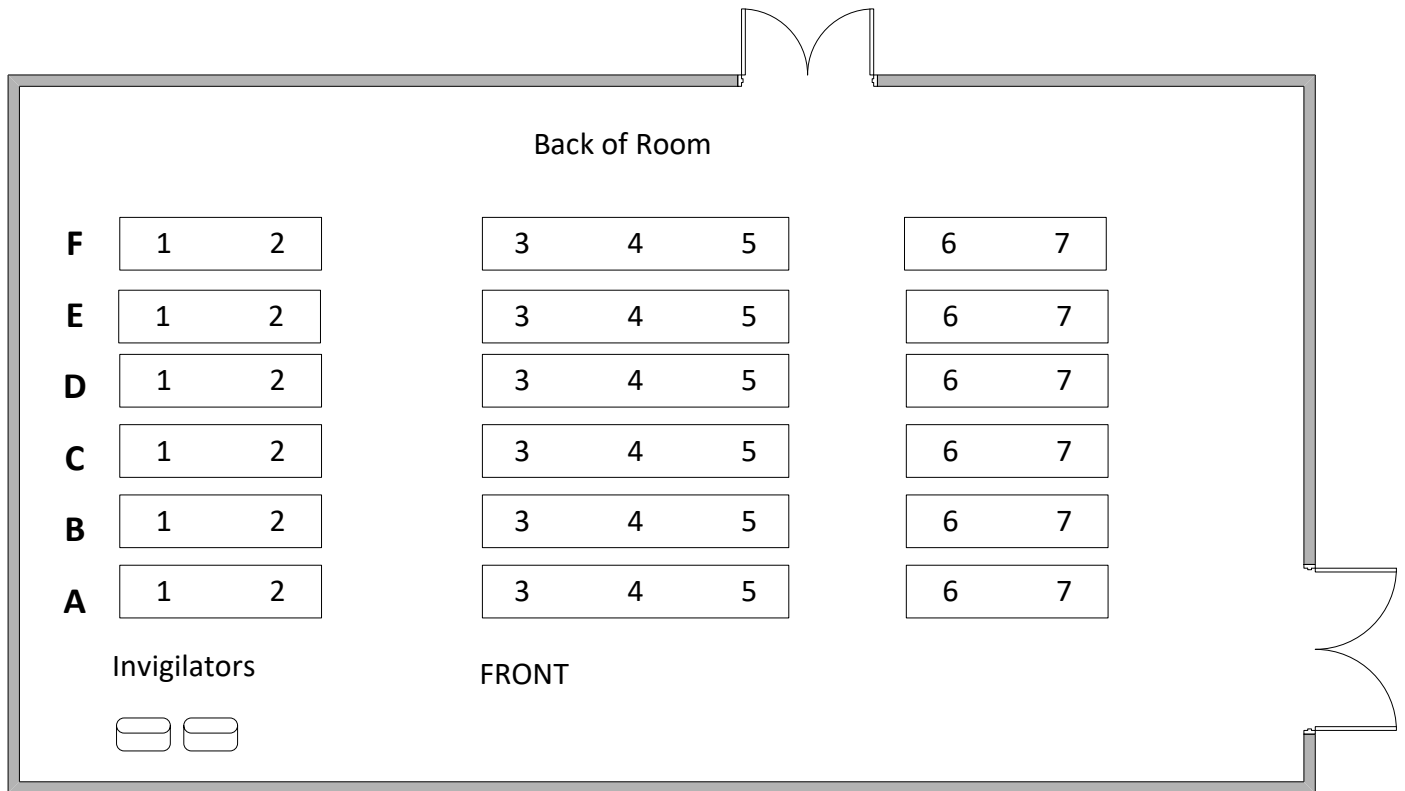 Back of Room
F 1 2 3 4 5 6 7
E 1 2 3 4 5 6 7
D 1 2 3 4 5 6 7
C 1 2 3 4 5 6 7
B 1 2 3 4 5 6 7
A 1 2 3 4 5 6 7
Invigilators
FRONT